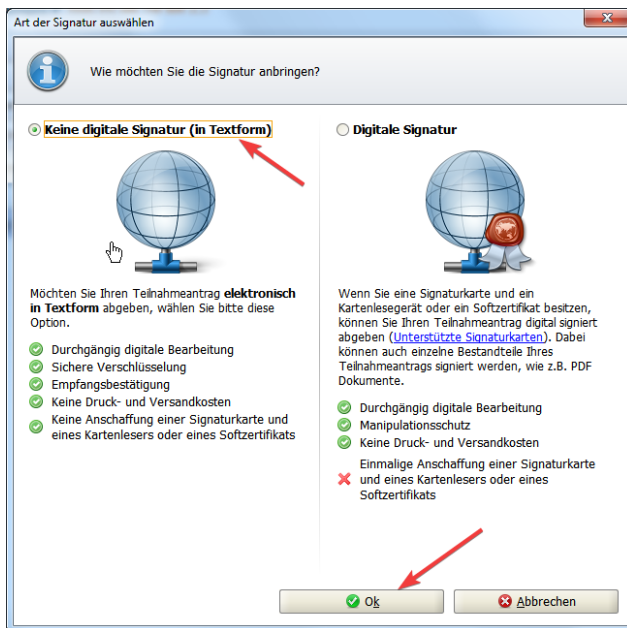 Art der Signatur auswählen
Wie möchten Sie die Signatur anbringen?
Keine digitale Signatur (in Textform)
Möchten Sie Ihren Teilnahmeantrag elektronisch
in Textform abgeben, wählen Sie bitte diese
Option.
Durchgängig digitale Bearbeitung
Sichere Verschlüsselung
Empfangsbestätigung
Keine Druck- und Versandkosten
Keine Anschaffung einer Signaturkarte und
eines Kartenlesers oder eines Softzertifikats
Digitale Signatur
Wenn Sie eine Signaturkarte und ein
Kartenlesegerät oder ein Softzertifikat besitzen,
können Sie Ihren Teilnahmeantrag digital signiert
abgeben (Unterstützte Signaturkarten). Dabei
können auch einzelne Bestandteile Ihres
Teilnahmeantrags signiert werden, wie z.B. PDF
Dokumente.
Durchgängig digitale Bearbeitung
Manipulationsschutz
Keine Druck- und Versandkosten
Einmalige Anschaffung einer Signaturkarte
und eines Kartenlesers oder eines
Softzertifikats
Ok
Abbrechen